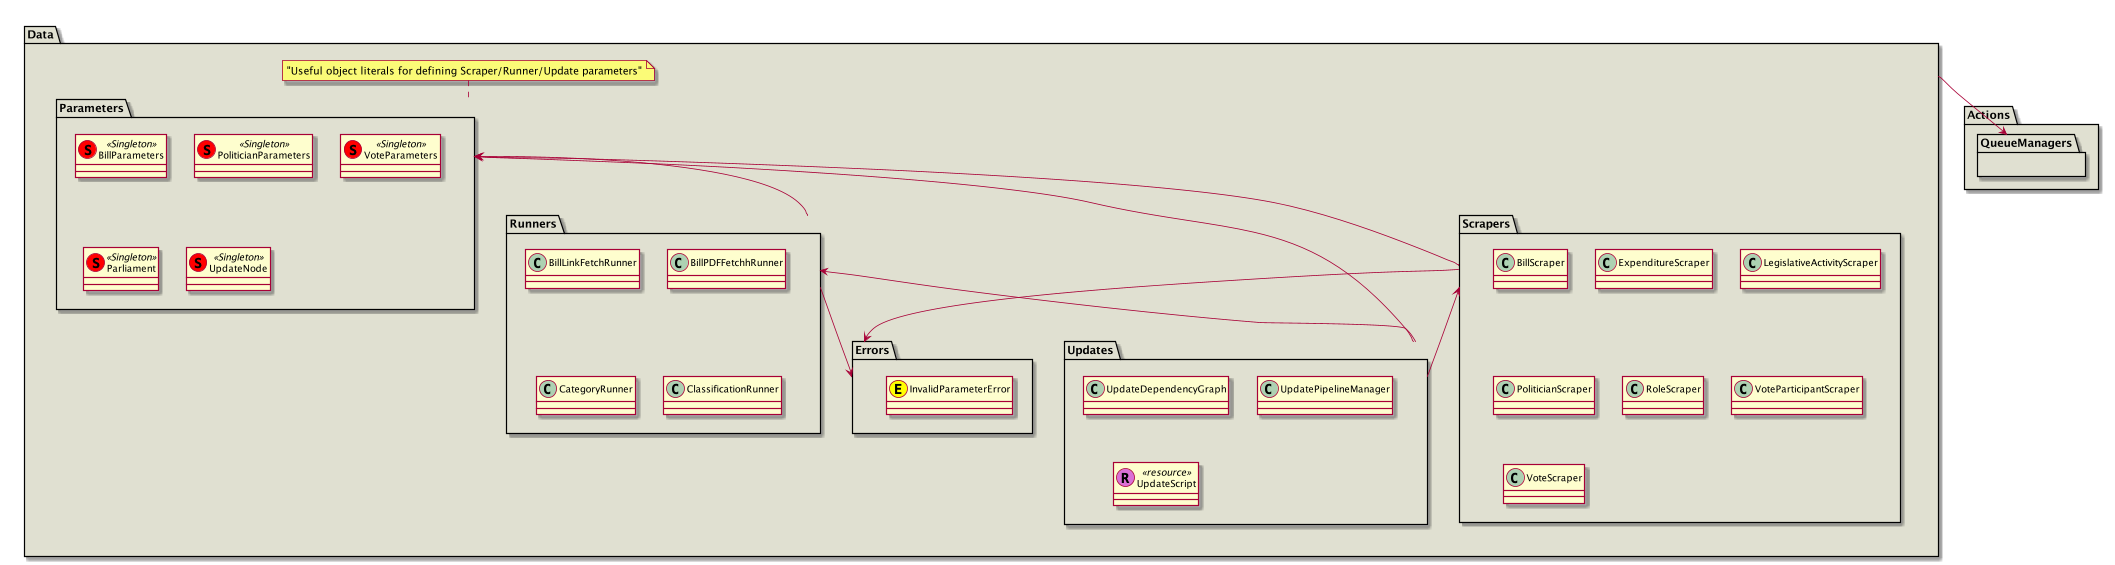 Data
"Useful object literals for defining Scraper/Runner/Update parameters"
Parameters
S «Singleton»
BillParameters
S «Singleton»
PoliticianParameters
S «Singleton»
VoteParameters
S «Singleton»
Parliament
S «Singleton»
UpdateNode
Runners
C BillLinkFetchRunner
C BillPDFFetchhRunner
C CategoryRunner
C ClassificationRunner
Errors
E InvalidParameterError
Updates
C UpdateDependencyGraph
C UpdatePipelineManager
R «resource»
UpdateScript
Scrapers
C BillScraper
C ExpenditureScraper
C LegislativeActivityScraper
C PoliticianScraper
C RoleScraper
C VoteParticipantScraper
C VoteScraper
Actions
QueueManagers